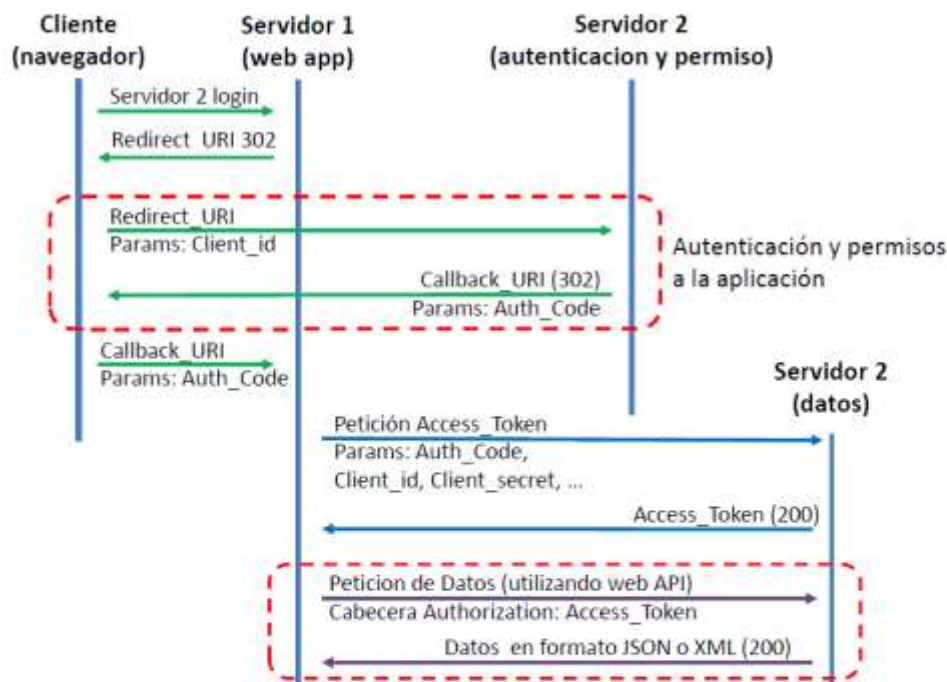 Cliente
(navegador)
Servidor 1
(web app)
Servidor 2
(autenticacion y permiso)
Servidor 2 login
Redirect_URI 302
Redirect_URI
Params: Client_id
Callback_URI (302)
Params: Auth_Code
Autenticación y permisos
a la aplicación
Callback_URI
Params: Auth_Code
Servidor 2
(datos)
Petición Access_Token
Params: Auth_Code,
Client_id, Client_secret, ...
Access_Token (200)
Peticion de Datos (utilizando web API)
Cabecera Authorization: Access_Token
Datos en formato JSON o XML (200)